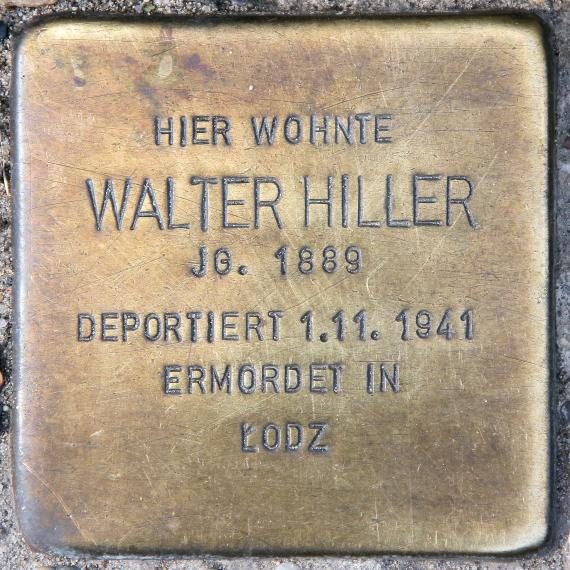 HIER WOHNTE
WALTER HILLER
JG. 1889
DEPORTIERT 1.11. 1941
ERMORDET IN
ŁODZ